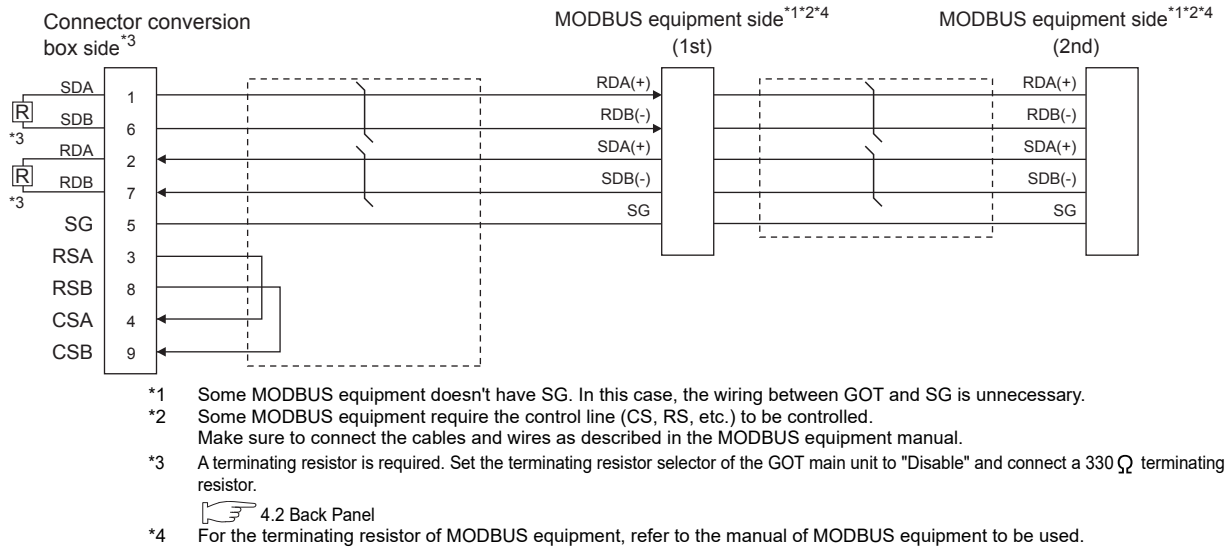 Connector conversion
box side*3
MODBUS equipment side*1*2*4
(1st)
MODBUS equipment side*1*2*4
(2nd)
SDA 1 RDA(+) RDA(+)
R
*3
SDB 6 RDB(-) RDB(-)
RDA 2 SDA(+) SDA(+)
R
*3
RDB 7 SDB(-) SDB(-)
SG 5 SG SG
RSA 3
RSB 8
CSA 4
CSB 9
*1 Some MODBUS equipment doesn't have SG. In this case, the wiring between GOT and SG is unnecessary.
*2 Some MODBUS equipment require the control line (CS, RS, etc.) to be controlled.
Make sure to connect the cables and wires as described in the MODBUS equipment manual.
*3 A terminating resistor is required. Set the terminating resistor selector of the GOT main unit to "Disable" and connect a 330 Ω terminating
resistor.
4.2 Back Panel
*4 For the terminating resistor of MODBUS equipment, refer to the manual of MODBUS equipment to be used.